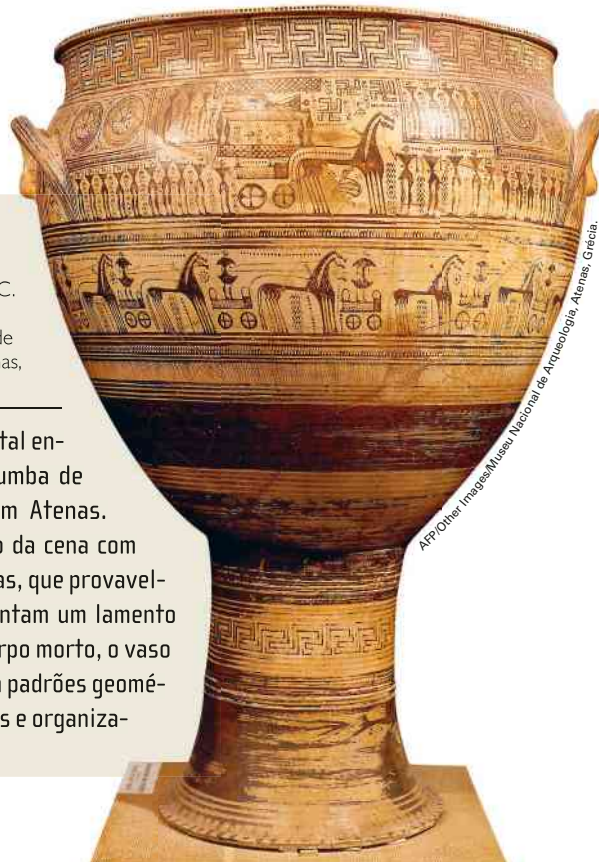 C.
de
nas,
tal en-
umba de
m Atenas.
o da cena com
as, que provavel-
ntam um lamento
rpo morto, o vaso
padrões geomé-
s e organiza-
AFP/Other Images/Museu Nacional de Arqueologia, Atenas, Grécia.